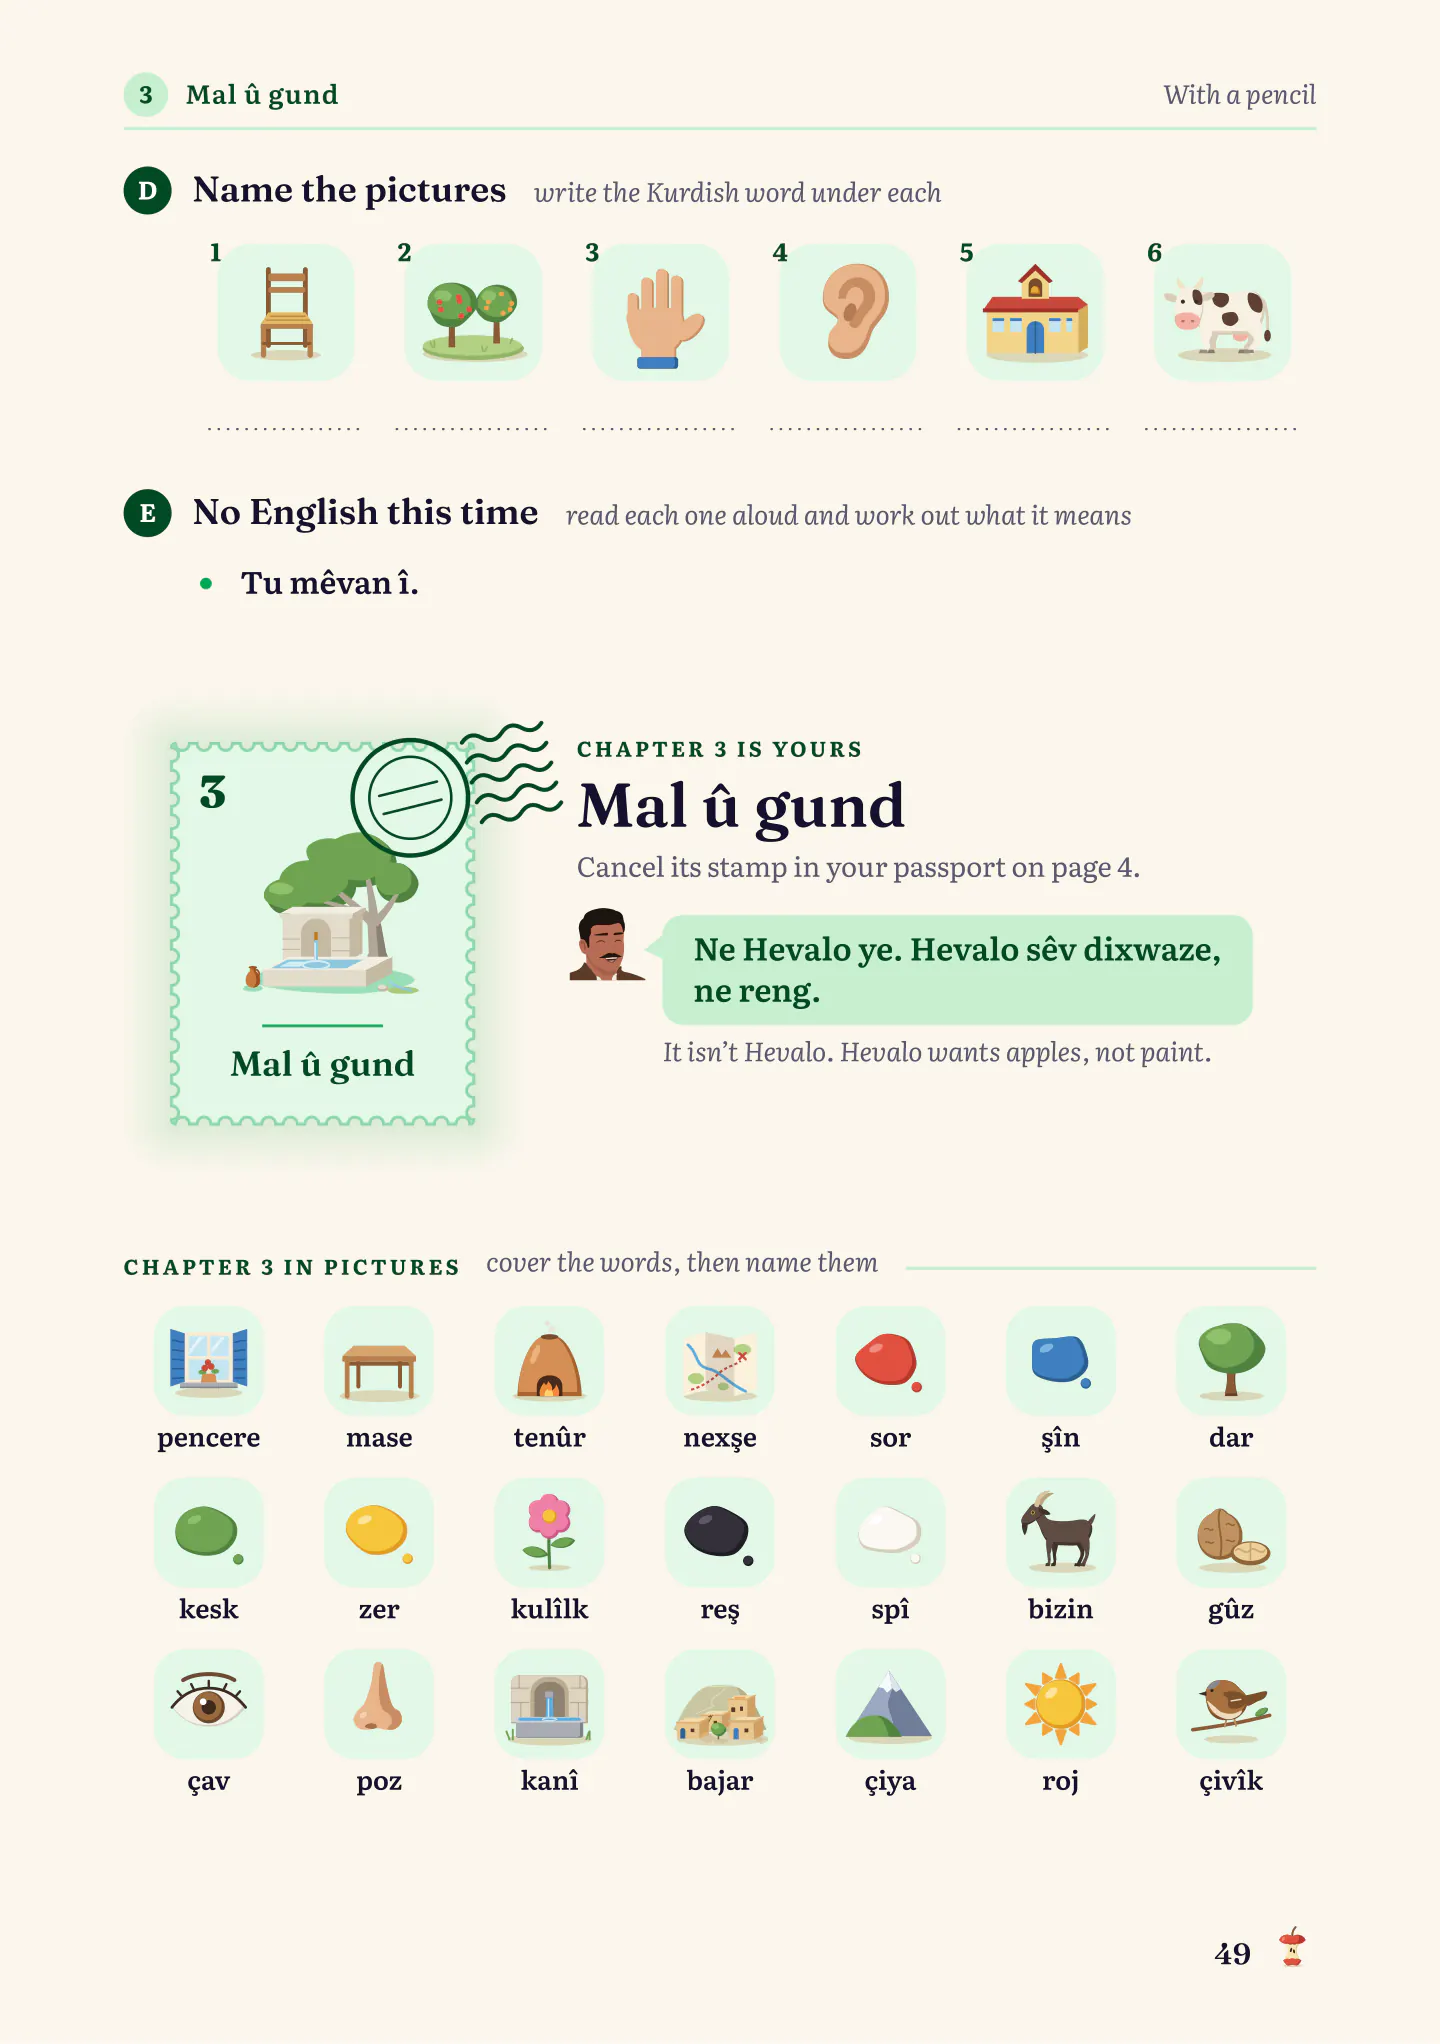 3 Mal û gund With a pencil
D Name the pictures write the Kurdish word under each
1 2 3 4 5 6
E No English this time read each one aloud and work out what it means
• Tu mêvan î.
3
Mal û gund
CHAPTER 3 IS YOURS
Mal û gund
Cancel its stamp in your passport on page 4.
Ne Hevalo ye. Hevalo sêv dixwaze,
ne reng.
It isn’t Hevalo. Hevalo wants apples, not paint.
CHAPTER 3 IN PICTURES cover the words, then name them
pencere mase tenûr nexşe sor şîn dar
kesk zer kulîlk reş spî bizin gûz
çav poz kanî bajar çiya roj çivîk
49